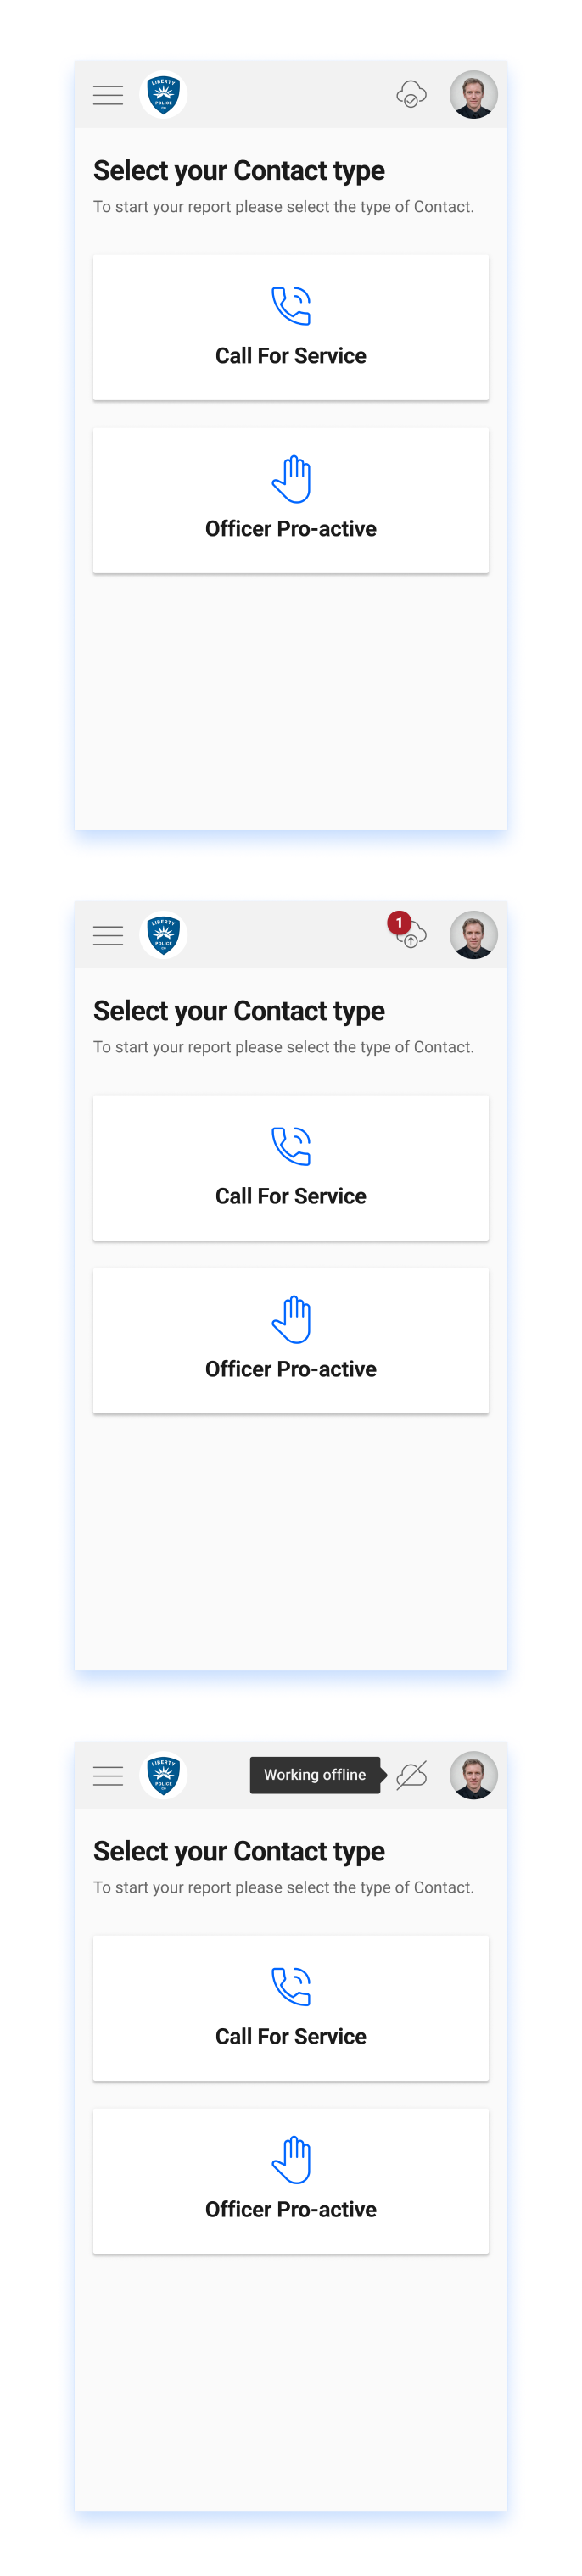 LIBERTY
POLICE
Select your Contact type
To start your report please select the type of Contact.
Call For Service
Officer Pro-active
LIBERTY
POLICE
1
Select your Contact type
To start your report please select the type of Contact.
Call For Service
Officer Pro-active
LIBERTY
POLICE
Working offline
Select your Contact type
To start your report please select the type of Contact.
Call For Service
Officer Pro-active